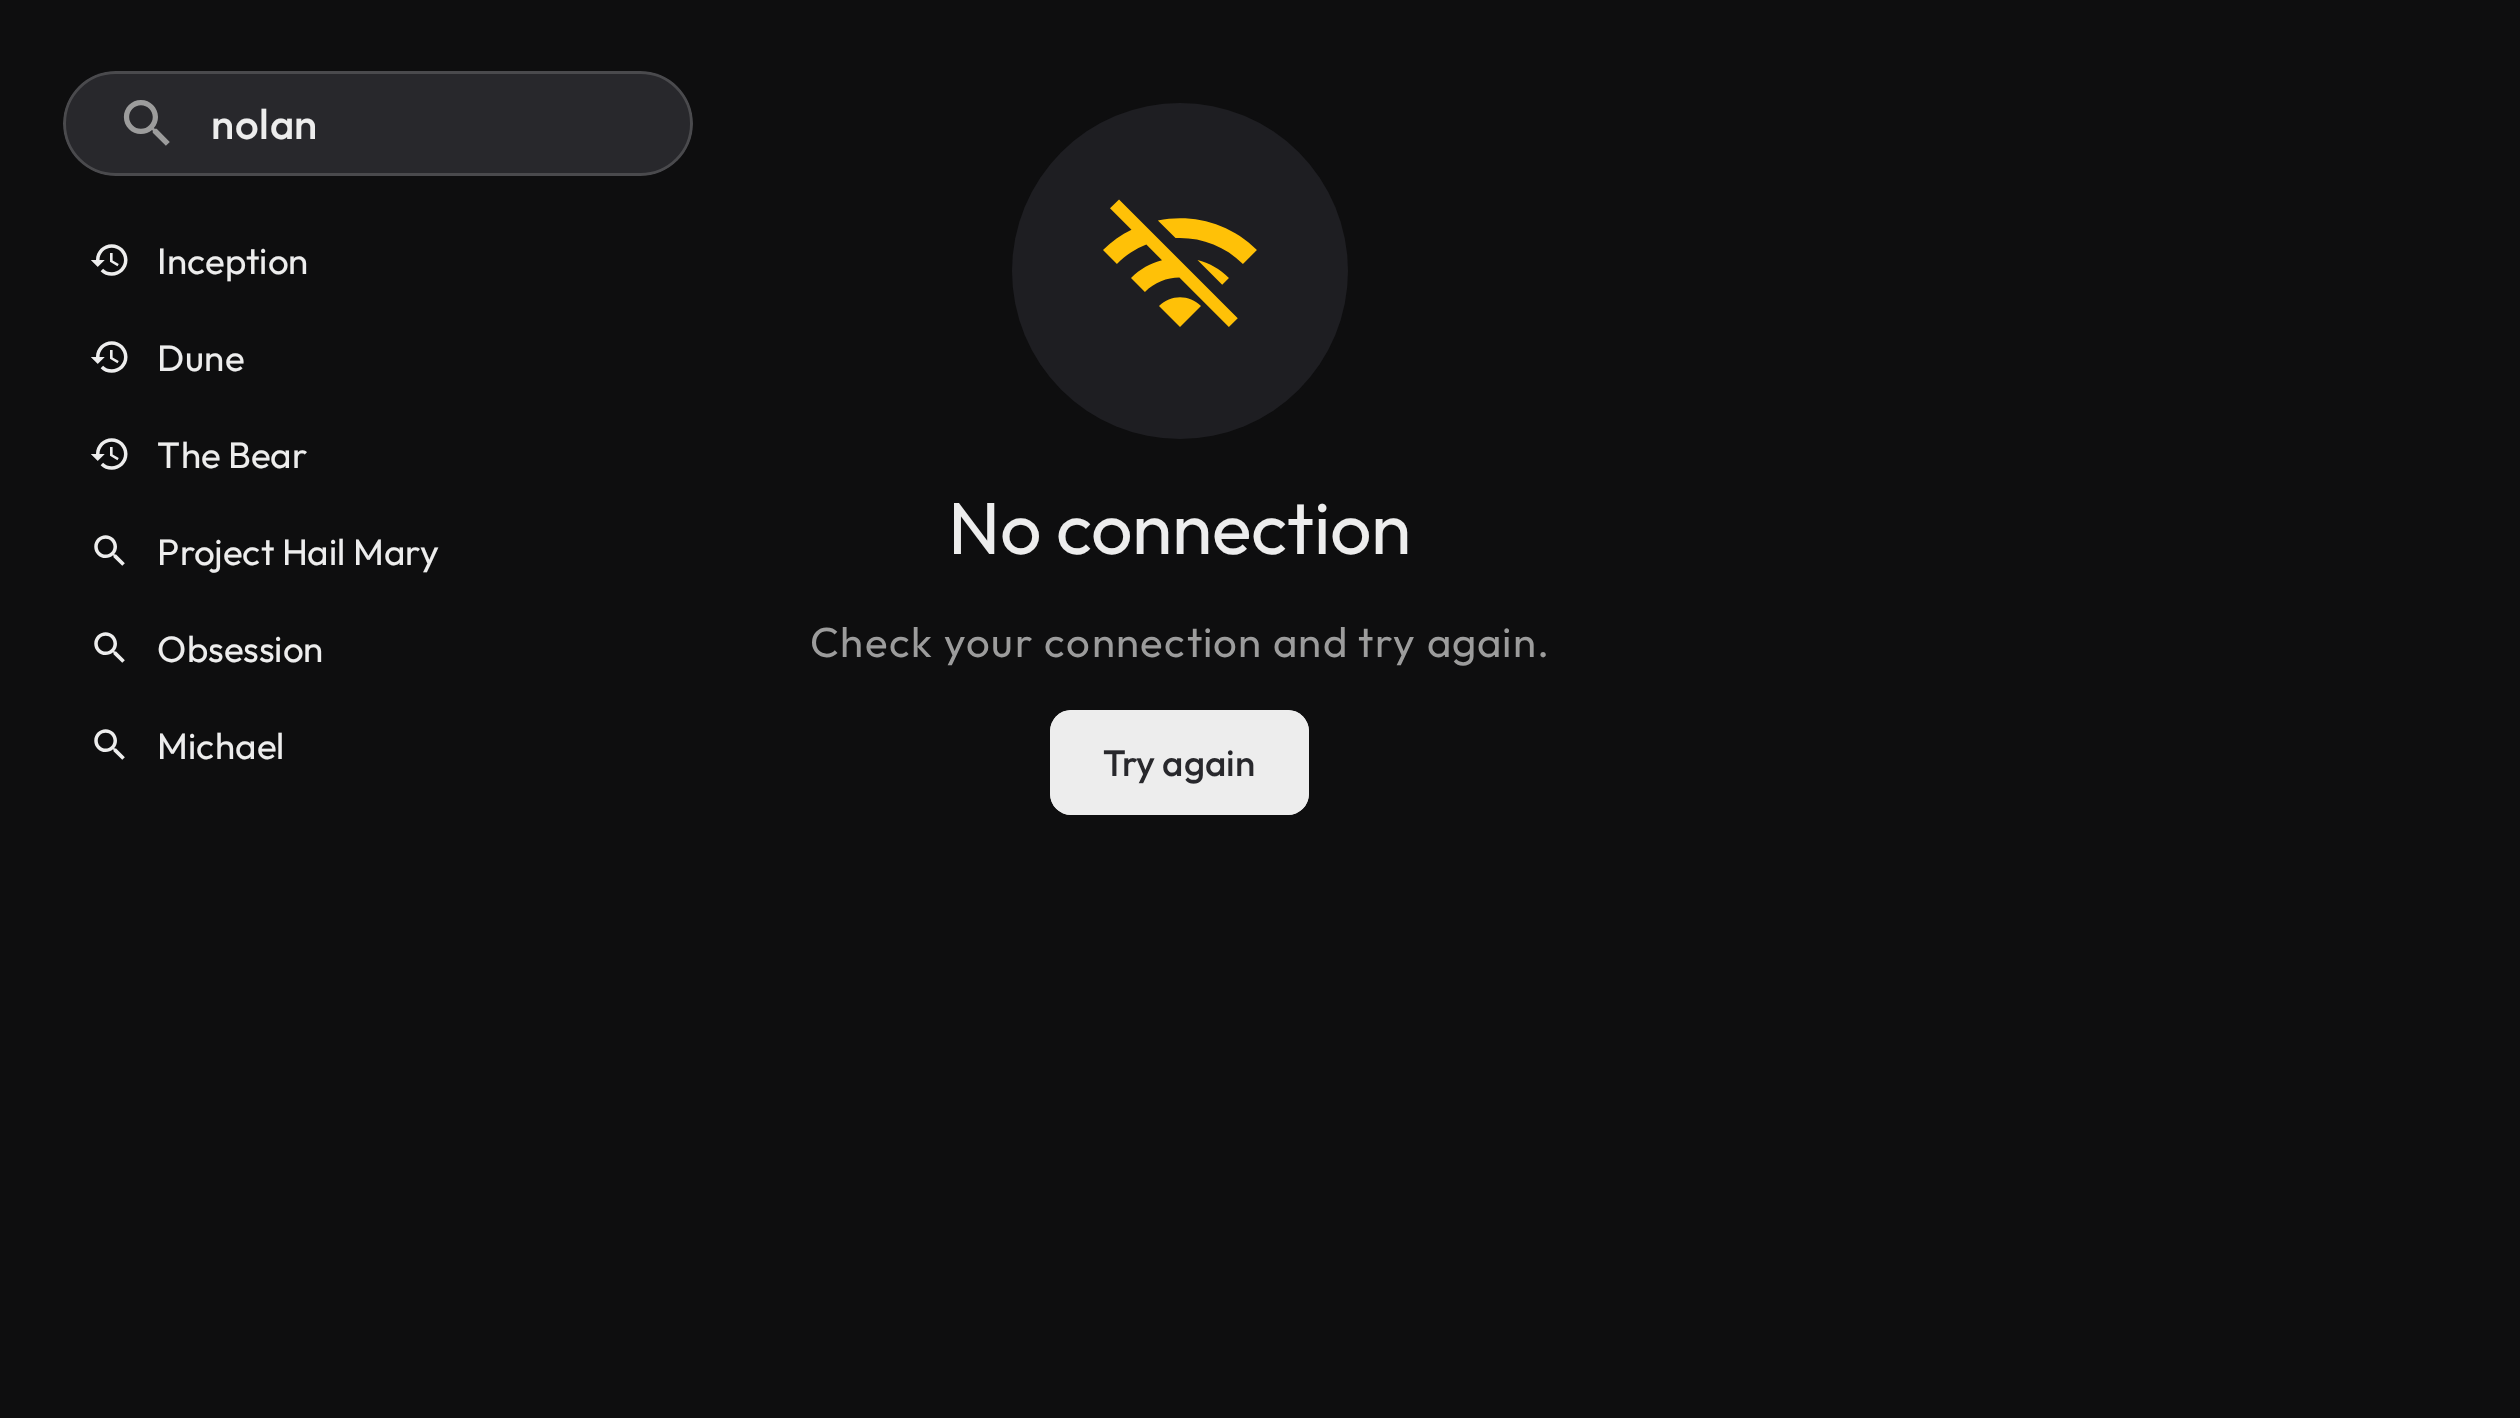 nolan
Inception
Dune
The Bear
Project Hail Mary
Obsession
Michael
No connection
Check your connection and try again.
Try again